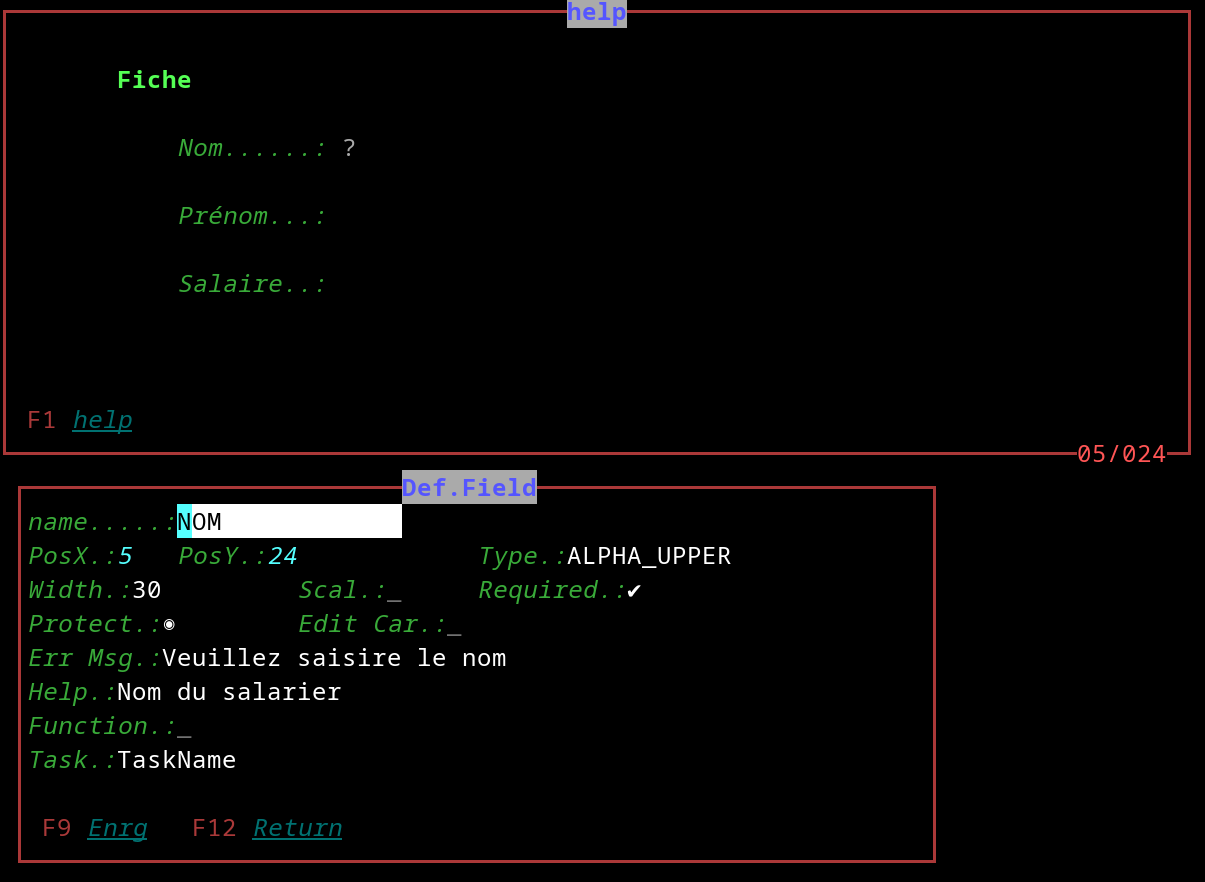 help
Fiche
Nom......: ?
Prénom...:
Salaire..:
F1 help
05/024
Def.Field
name.....:NOM
PosX.:5 PosY.:24 Type.:ALPHA_UPPER
Width.:30 Scal.:_ Required.:✔
Protect.:◉ Edit Car.:_
Err Msg.:Veuillez saisire le nom
Help.:Nom du salarier
Function.:_
Task.:TaskName
F9 Enrg F12 Return